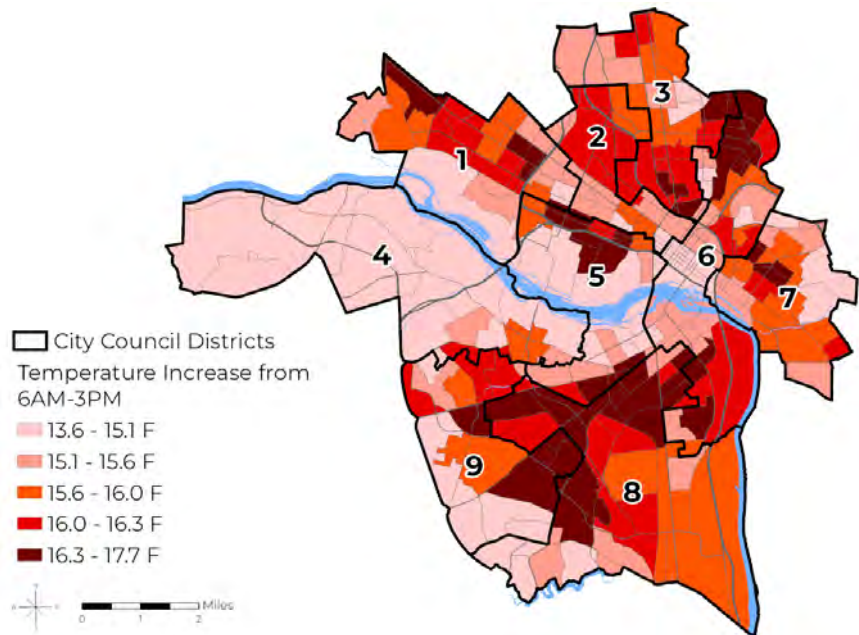 3
2
1
4
6
5
7
9
8
City Council Districts
Temperature Increase from
6AM-3PM
13.6 - 15.1 F
15.1 - 15.6 F
15.6 - 16.0 F
16.0 - 16.3 F
16.3 - 17.7 F
Miles
0 1 2